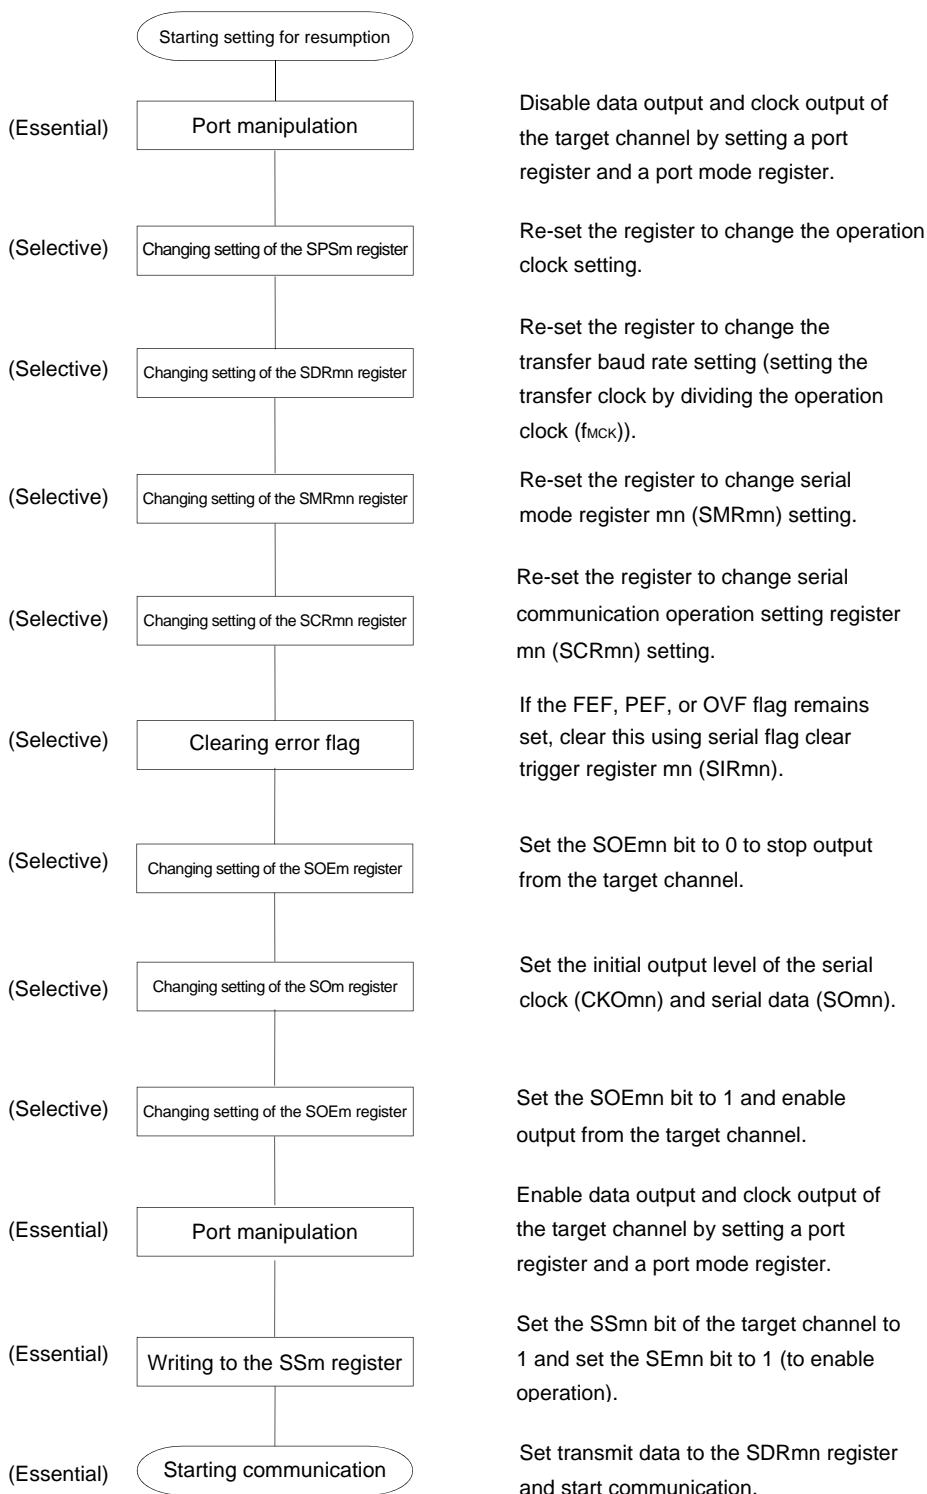 Starting setting for resumption
(Essential)
Port manipulation
Disable data output and clock output of
the target channel by setting a port
register and a port mode register.
(Selective)
Changing setting of the SPSm register
Re-set the register to change the operation
clock setting.
(Selective)
Changing setting of the SDRmn register
Re-set the register to change the
transfer baud rate setting (setting the
transfer clock by dividing the operation
clock (fMCK)).
(Selective)
Changing setting of the SMRmn register
Re-set the register to change serial
mode register mn (SMRmn) setting.
(Selective)
Changing setting of the SCRmn register
Re-set the register to change serial
communication operation setting register
mn (SCRmn) setting.
(Selective)
Clearing error flag
If the FEF, PEF, or OVF flag remains
set, clear this using serial flag clear
trigger register mn (SIRmn).
(Selective)
Changing setting of the SOEm register
Set the SOEmn bit to 0 to stop output
from the target channel.
(Selective)
Changing setting of the SOm register
Set the initial output level of the serial
clock (CKOmn) and serial data (SOmn).
(Selective)
Changing setting of the SOEm register
Set the SOEmn bit to 1 and enable
output from the target channel.
(Essential)
Port manipulation
Enable data output and clock output of
the target channel by setting a port
register and a port mode register.
(Essential)
Writing to the SSm register
Set the SSmn bit of the target channel to
1 and set the SEmn bit to 1 (to enable
operation).
(Essential)
Starting communication
Set transmit data to the SDRmn register
and start communication.